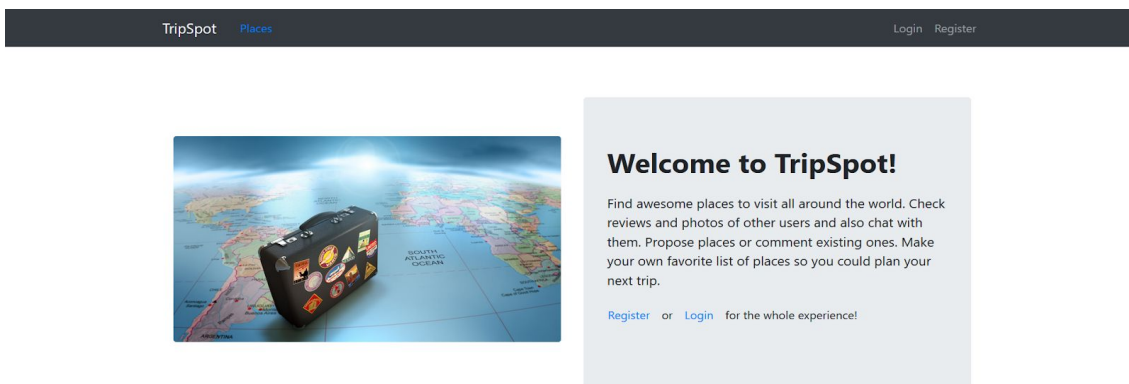 TripSpot Places Login Register
Welcome to TripSpot!
Find awesome places to visit all around the world. Check
reviews and photos of other users and also chat with
them. Propose places or comment existing ones. Make
your own favorite list of places so you could plan your
next trip.
Register or Login for the whole experience!
SOUTH
ATLANTIC
OCEAN
ARGENTINA